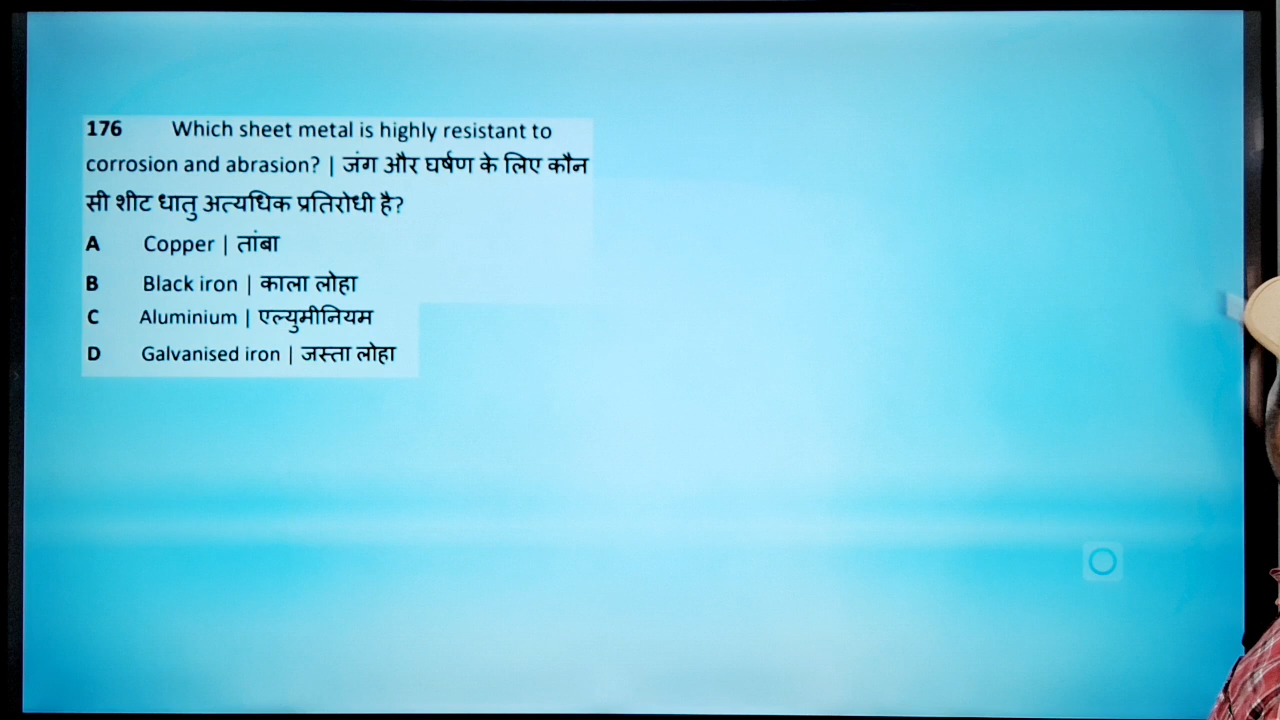 176 Which sheet metal is highly resistant to
corrosion and abrasion? | जंग और घर्षण के लिए कौन
सी शीट धातु अत्यधिक प्रतिरोधी है?
A Copper | तांबा
B Black iron | काला लोहा
C Aluminium | एल्युमीनियम
D Galvanised iron | जस्ता लोहा